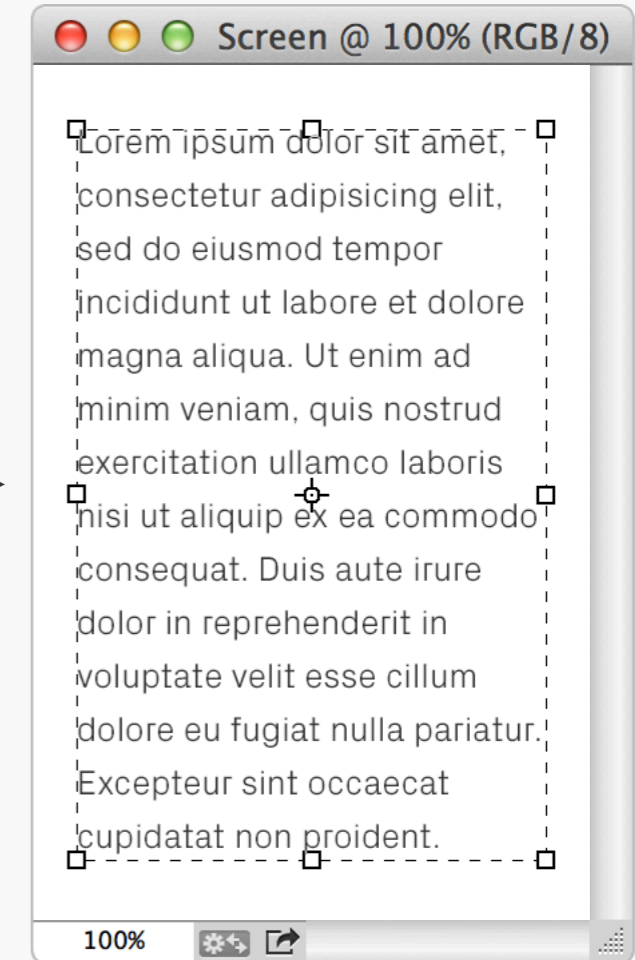 Screen @ 100% (RGB/8)
Lorem ipsum dolor sit amet,
consectetur adipisicing elit,
sed do eiusmod tempor
incididunt ut labore et dolore
magna aliqua. Ut enim ad
minim veniam, quis nostrud
exercitation ullamco laboris
nisi ut aliquip ex ea commodo
consequat. Duis aute irure
dolor in reprehenderit in
voluptate velit esse cillum
dolore eu fugiat nulla pariatur.
Excepteur sint occaecat
cupidatat non proident.
100%